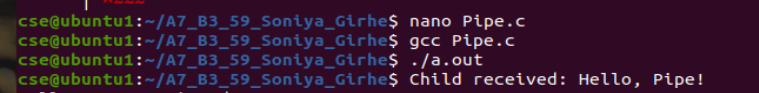 cse@ubuntu1:~/A7_B3_59_Soniya_Girhe$ nano Pipe.c
cse@ubuntu1:~/A7_B3_59_Soniya_Girhe$ gcc Pipe.c
cse@ubuntu1:~/A7_B3_59_Soniya_Girhe$ ./a.out
cse@ubuntu1:~/A7_B3_59_Soniya_Girhe$ Child received: Hello, Pipe!